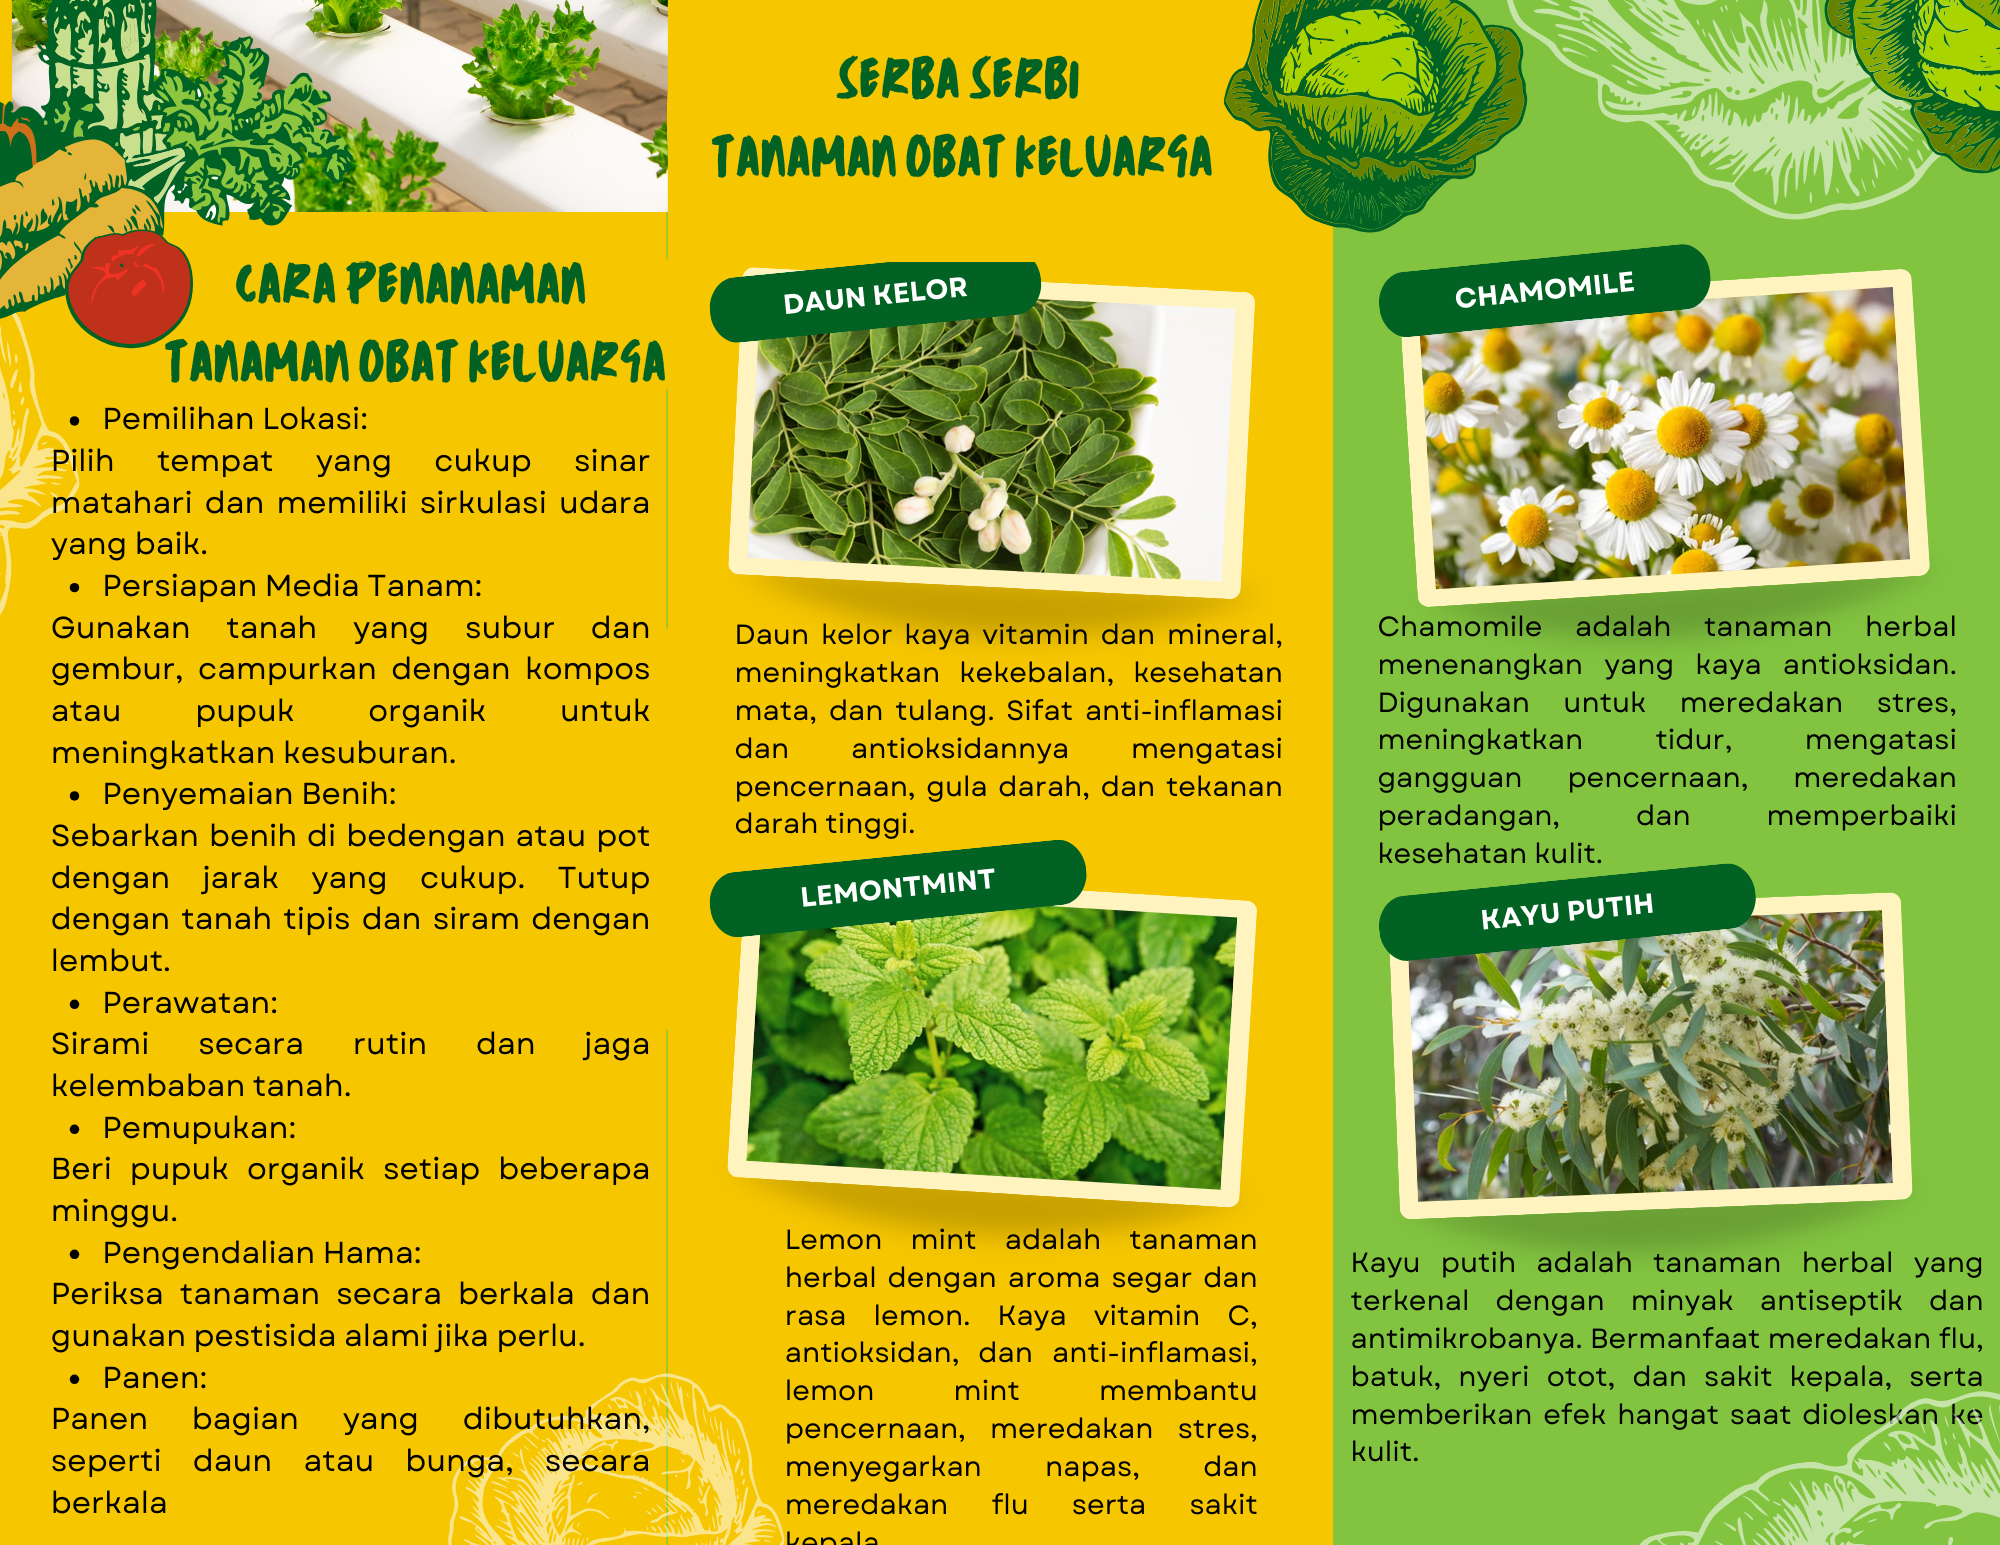 CARA PENANAMAN
TANAMAN OBAT KELUARGA
• Pemilihan Lokasi:
Pilih tempat yang cukup sinar
matahari dan memiliki sirkulasi udara
yang baik.
• Persiapan Media Tanam:
Gunakan tanah yang subur dan
gembur, campurkan dengan kompos
atau pupuk organik untuk
meningkatkan kesuburan.
• Penyemaian Benih:
Sebarkan benih di bedengan atau pot
dengan jarak yang cukup. Tutup
dengan tanah tipis dan siram dengan
lembut.
• Perawatan:
Sirami secara rutin dan jaga
kelembaban tanah.
• Pemupukan:
Beri pupuk organik setiap beberapa
minggu.
• Pengendalian Hama:
Periksa tanaman secara berkala dan
gunakan pestisida alami jika perlu.
• Panen:
Panen bagian yang dibutuhkan,
seperti daun atau bunga, secara
berkala
SERBA SERBI
TANAMAN OBAT KELUARGA
DAUN KELOR
Daun kelor kaya vitamin dan mineral,
meningkatkan kekebalan, kesehatan
mata, dan tulang. Sifat anti-inflamasi
dan antioksidannya mengatasi
pencernaan, gula darah, dan tekanan
darah tinggi.
LEMONTMINT
Lemon mint adalah tanaman
herbal dengan aroma segar dan
rasa lemon. Kaya vitamin C,
antioksidan, dan anti-inflamasi,
lemon mint membantu
pencernaan, meredakan stres,
menyegarkan napas, dan
meredakan flu serta sakit
kepala
CHAMOMILE
Chamomile adalah tanaman herbal
menenangkan yang kaya antioksidan.
Digunakan untuk meredakan stres,
meningkatkan tidur, mengatasi
gangguan pencernaan, meredakan
peradangan, dan memperbaiki
kesehatan kulit.
KAYU PUTIH
Kayu putih adalah tanaman herbal yang
terkenal dengan minyak antiseptik dan
antimikrobanya. Bermanfaat meredakan flu,
batuk, nyeri otot, dan sakit kepala, serta
memberikan efek hangat saat dioleskan ke
kulit.